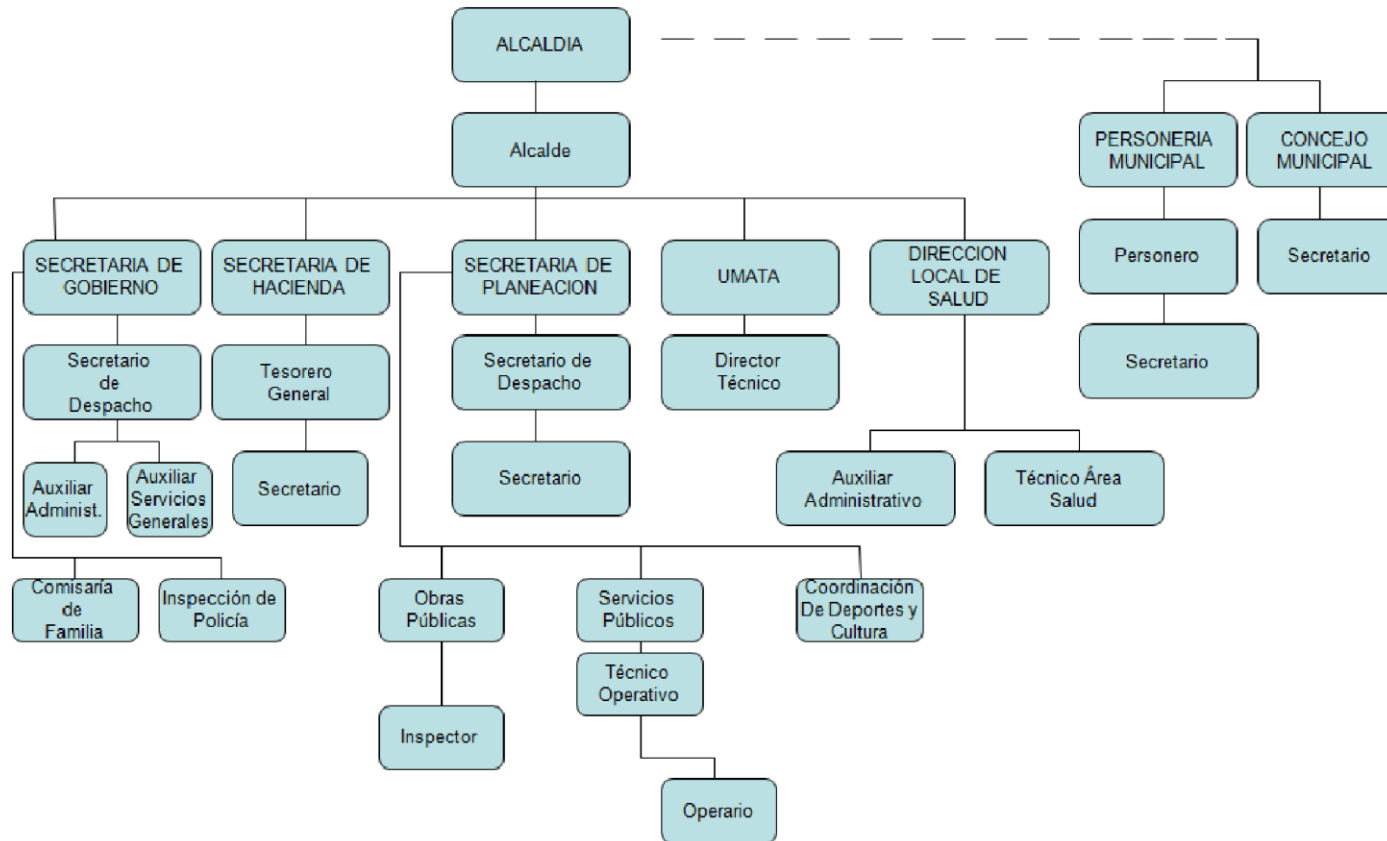 ALCALDIA
Alcalde
PERSONERIA
MUNICIPAL
CONCEJO
MUNICIPAL
SECRETARIA DE
GOBIERNO
SECRETARIA DE
HACIENDA
SECRETARIA DE
PLANEACION
UMATA
DIRECCION
LOCAL DE
SALUD
Personero
Secretario
Secretario
de
Despacho
Tesorero
General
Secretario de
Despacho
Director
Técnico
Secretario
Auxiliar
Administ.
Auxiliar
Servicios
Generales
Secretario
Secretario
Auxiliar
Administrativo
Técnico Área
Salud
Comisaría
de
Familia
Inspección de
Policía
Obras
Públicas
Servicios
Públicos
Coordinación
De Deportes y
Cultura
Técnico
Operativo
Inspector
Operario